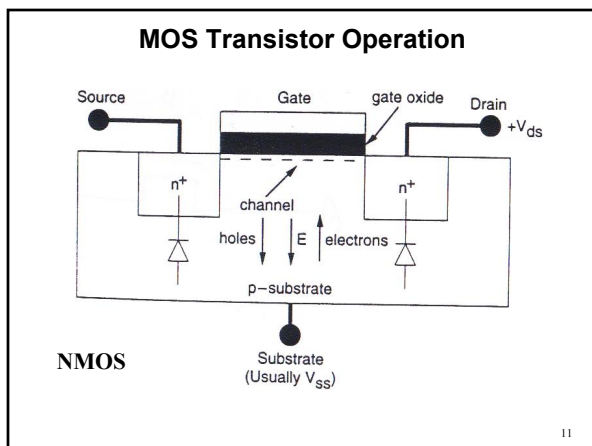 MOS Transistor Operation
Source
Gate
gate oxide
Drain
+Vds
n+
n+
channel
holes
E
electrons
p-substrate
NMOS
Substrate
(Usually VSS)
11